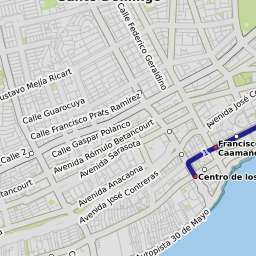 Calle Federico Geraldino
Gustavo Mejía Ricart
Calle Guarocuya
Calle Francisco Prats Ramírez
Calle 2
Calle Gaspar Polanco
Avenida Rómulo Betancourt
Avenida Sarasota
Betancourt
Avenida José Co
Francisco
Caamaño
1
Centro de los
Avenida Anacaona
Avenida José Contreras
Autopista 30 de Mayo